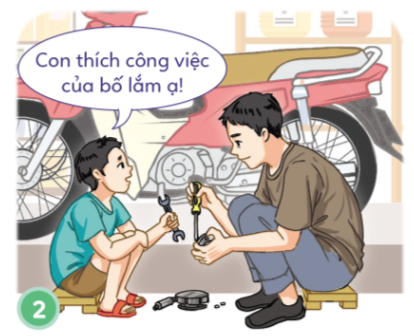 Con thích công việc
của bố lắm ạ!
2